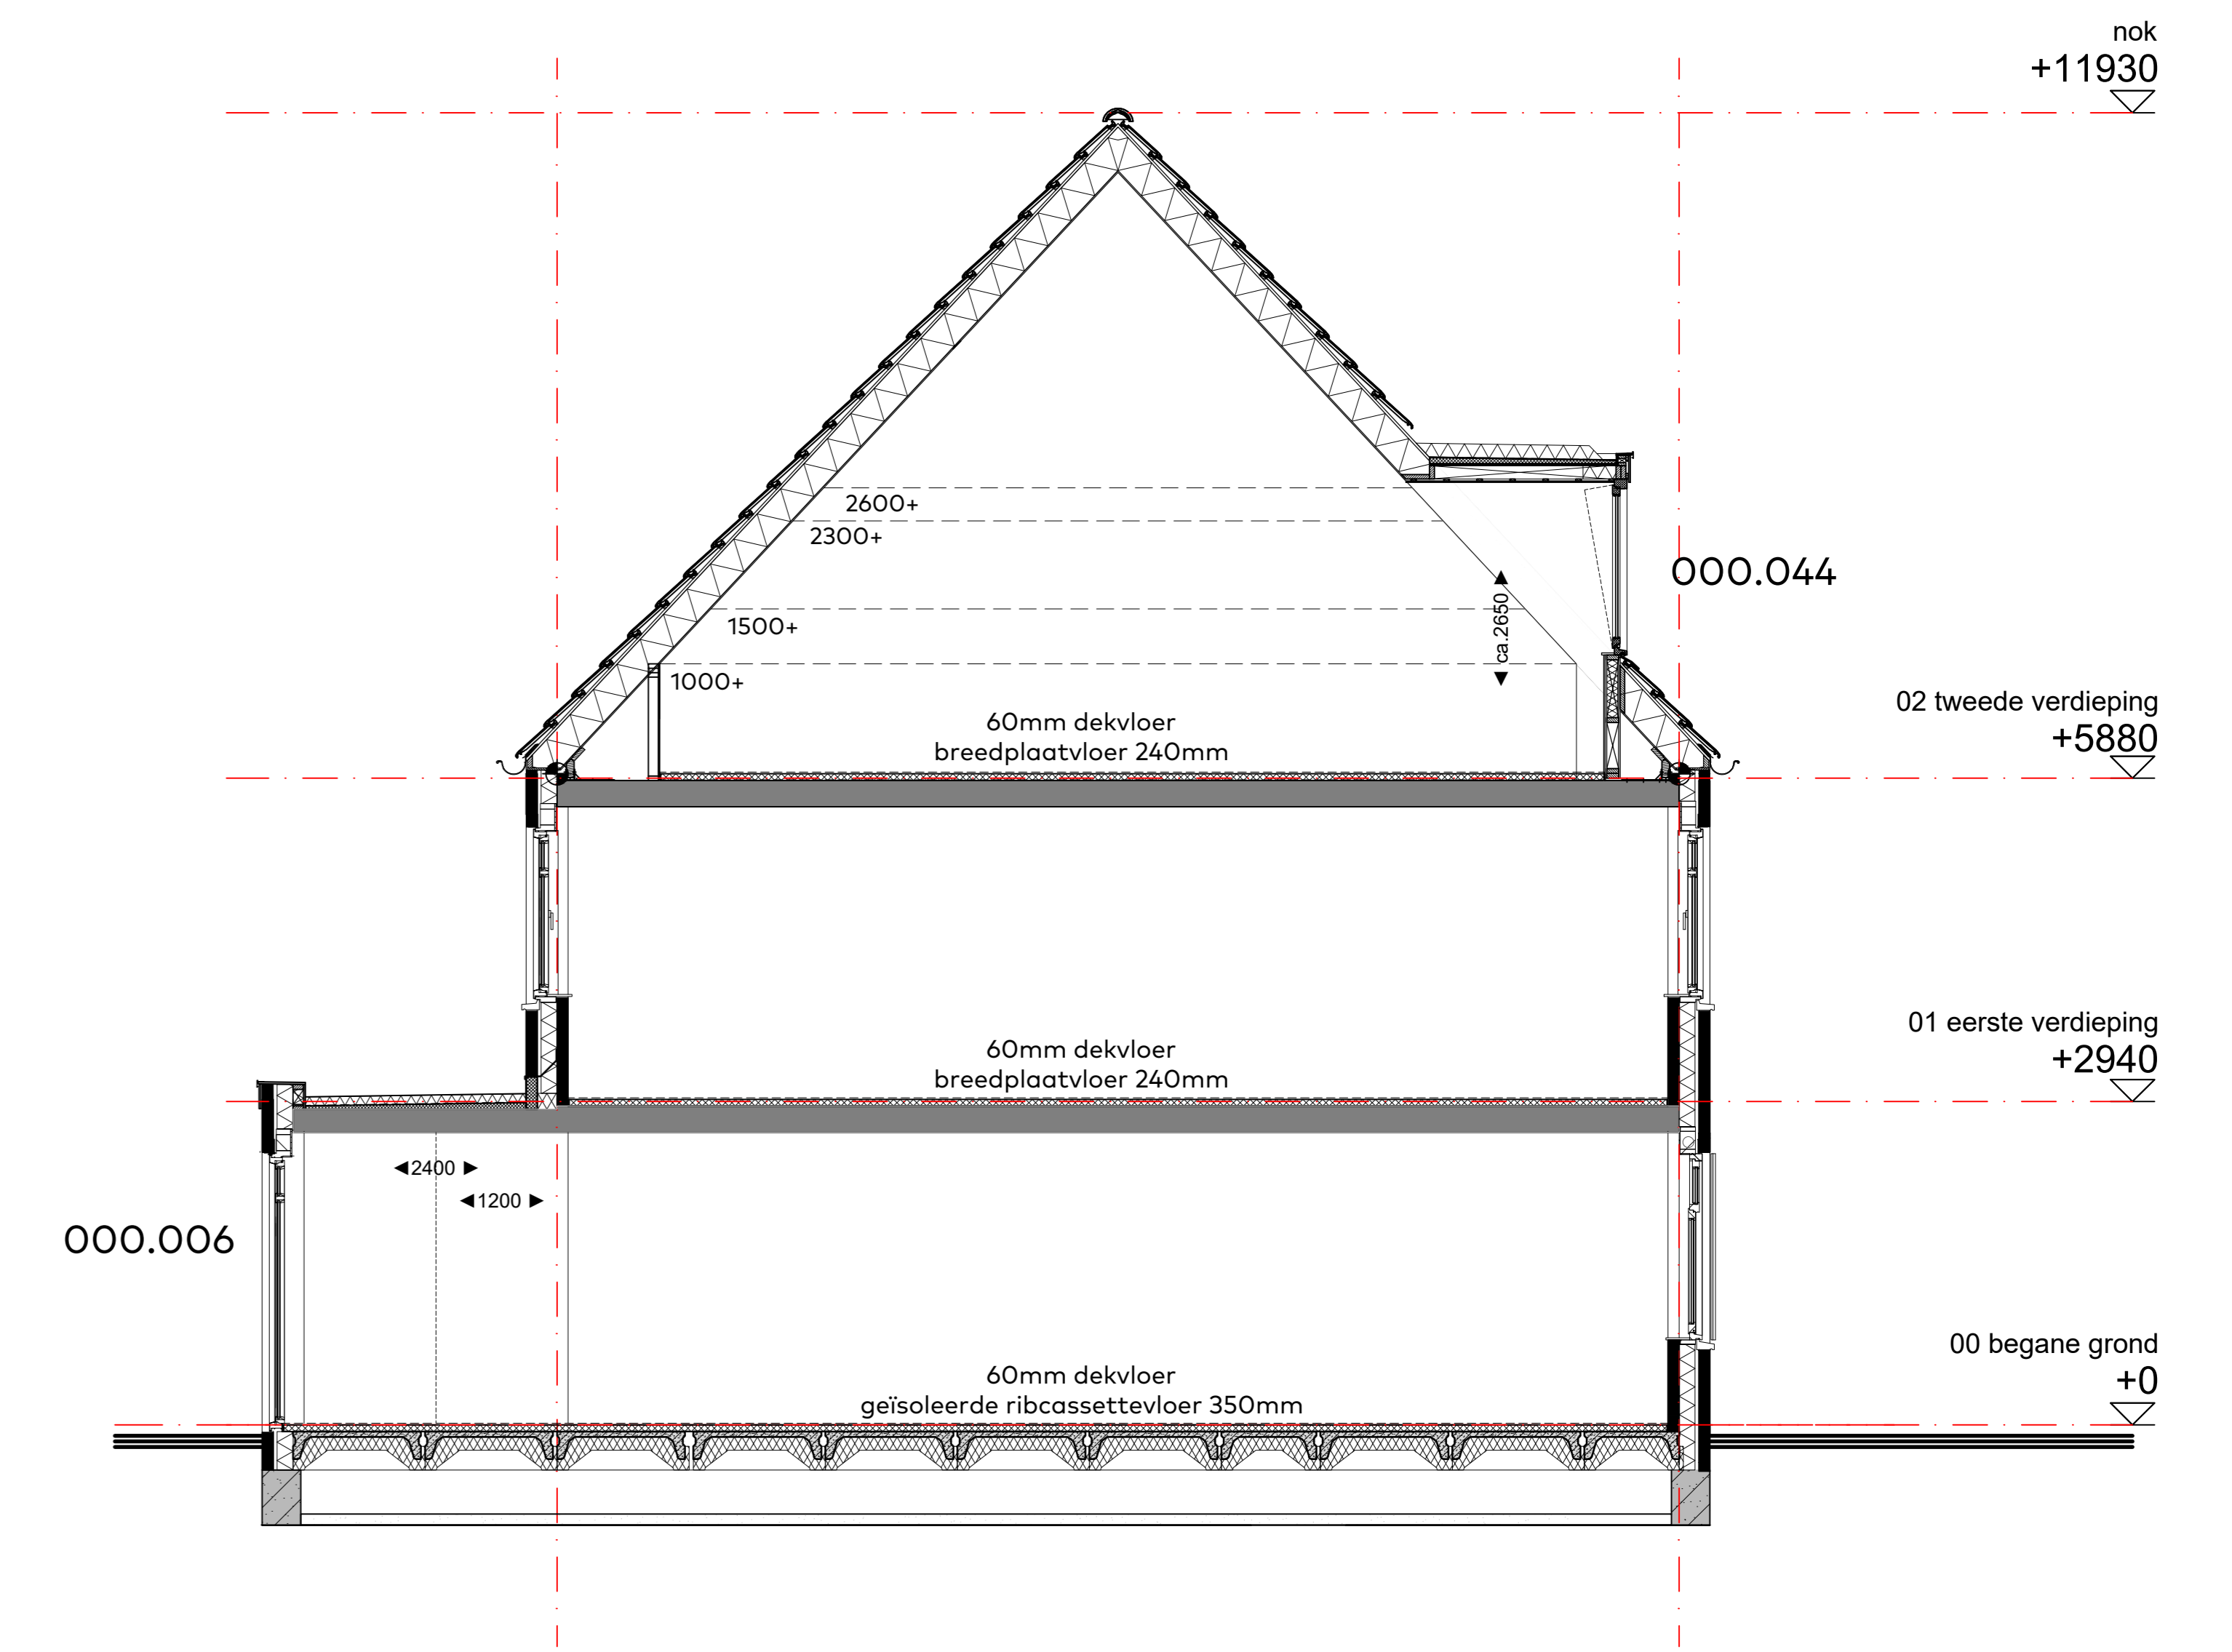 nok
+11930
2600+
2300+
000.044
1500+
ca.2650
1000+
02 tweede verdieping
+5880
60mm dekvloer
breedplaatvloer 240mm
01 eerste verdieping
+2940
60mm dekvloer
breedplaatvloer 240mm
2400
1200
000.006
00 begane grond
+0
60mm dekvloer
geïsoleerde ribcassettevloer 350mm